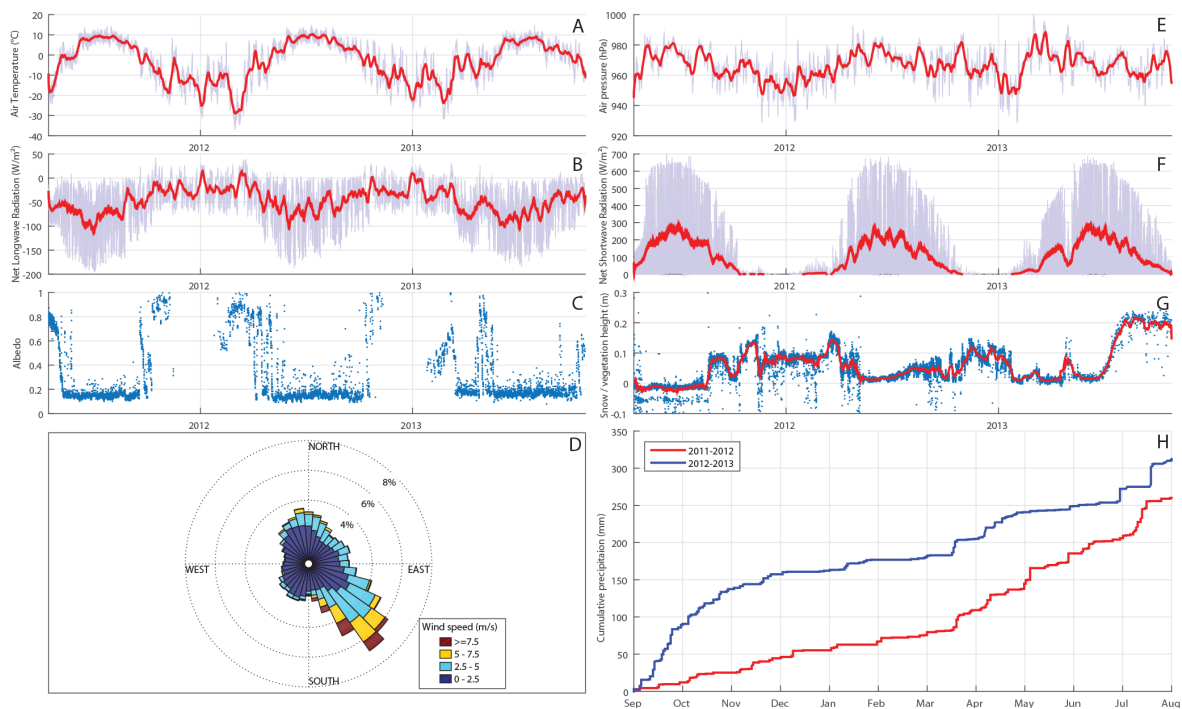 A
Air Temperature (°C)
20
10
0
-10
-20
-30
-40
2012
2013
B
Net Longwave Radiation (W/m²)
50
0
-50
-100
-150
-200
2012
2013
C
Albedo
1
0.8
0.6
0.4
0.2
0
2012
2013
D
NORTH
8%
6%
4%
WEST
EAST
SOUTH
Wind speed (m/s)
>=7.5
5 - 7.5
2.5 - 5
0 - 2.5
E
Air pressure (hPa)
1000
980
960
940
920
2012
2013
F
Net Shortwave Radiation (W/m²)
700
600
500
400
300
200
100
0
2012
2013
G
Snow / vegetation height (m)
0.3
0.2
0.1
0
-0.1
2012
2013
H
Cumulative precipitaion (mm)
350
300
250
200
150
100
50
0
2011-2012
2012-2013
Sep
Oct
Nov
Dec
Jan
Feb
Mar
Apr
May
Jun
Jul
Aug